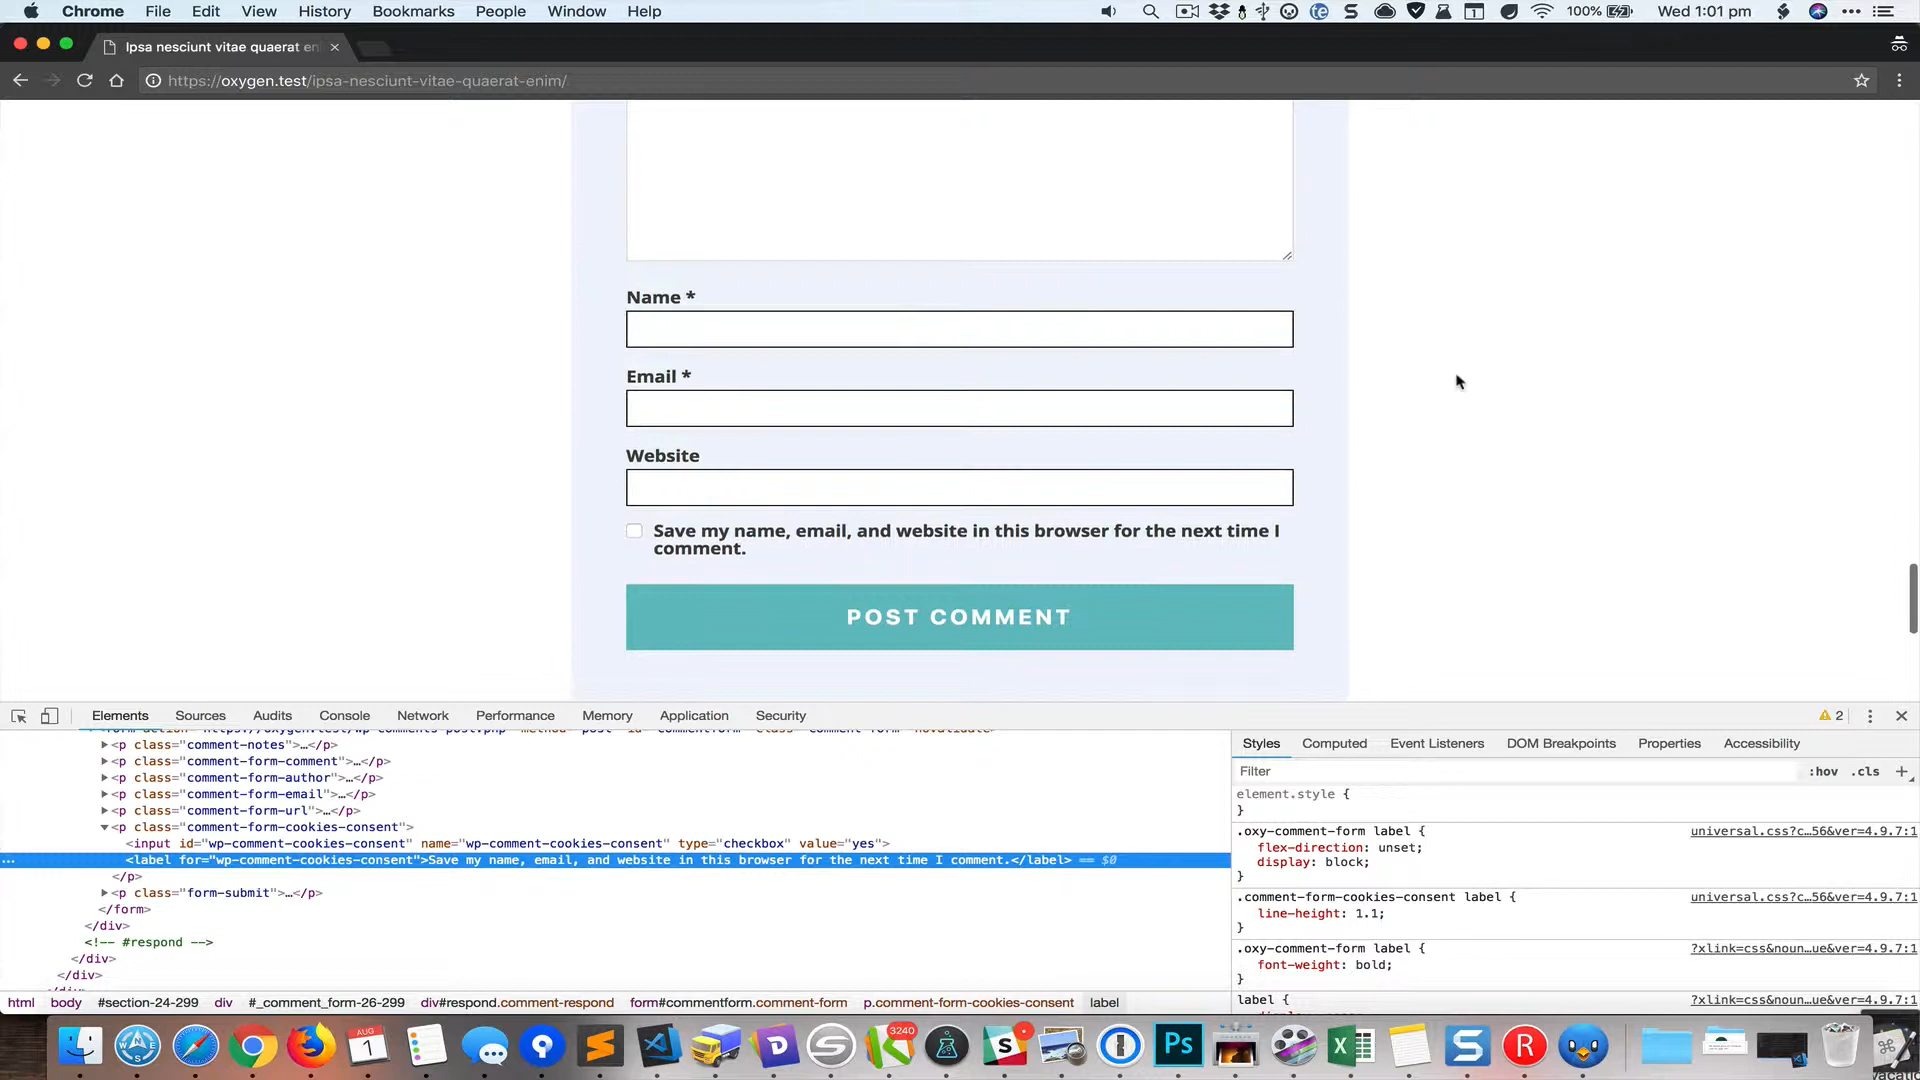 Chrome File Edit View History Bookmarks People Window Help 100% Wed 1:01 pm
Ipsa nesciunt vitae quaerat en
https://oxygen.test/ipsa-nesciunt-vitae-quaerat-enim/
Name *
Email *
Website
Save my name, email, and website in this browser for the next time I
comment.
POST COMMENT
Elements Sources Audits Console Network Performance Memory Application Security 2
Styles Computed Event Listeners DOM Breakpoints Properties Accessibility
Filter :hov .cls
<p class="comment-notes">…</p>
<p class="comment-form-comment">…</p>
<p class="comment-form-author">…</p>
<p class="comment-form-email">…</p>
<p class="comment-form-url">…</p>
<p class="comment-form-cookies-consent">
<input id="wp-comment-cookies-consent" name="wp-comment-cookies-consent" type="checkbox" value="yes">
<label for="wp-comment-cookies-consent">Save my name, email, and website in this browser for the next time I comment.</label> == $0
</p>
<p class="form-submit">…</p>
</form>
</div>
<!-- #respond -->
</div>
</div>
element.style {
}
.oxy-comment-form label { universal.css?c…56&ver=4.9.7:1
flex-direction: unset;
display: block;
}
.comment-form-cookies-consent label { universal.css?c…56&ver=4.9.7:1
line-height: 1.1;
}
.oxy-comment-form label { ?xlink=css&noun…ue&ver=4.9.7:1
font-weight: bold;
}
label { ?xlink=css&noun…ue&ver=4.9.7:1
html body #section-24-299 div #_comment_form-26-299 div#respond.comment-respond form#commentform.comment-form p.comment-form-cookies-consent label
AUG
1
3240
Ps